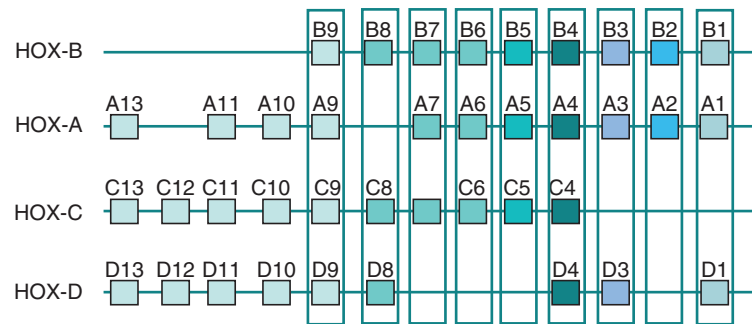 B9 B8 B7 B6 B5 B4 B3 B2 B1
HOX-B
A13 A11 A10 A9 A7 A6 A5 A4 A3 A2 A1
HOX-A
C13 C12 C11 C10 C9 C8 C6 C5 C4
HOX-C
D13 D12 D11 D10 D9 D8 D4 D3 D1
HOX-D